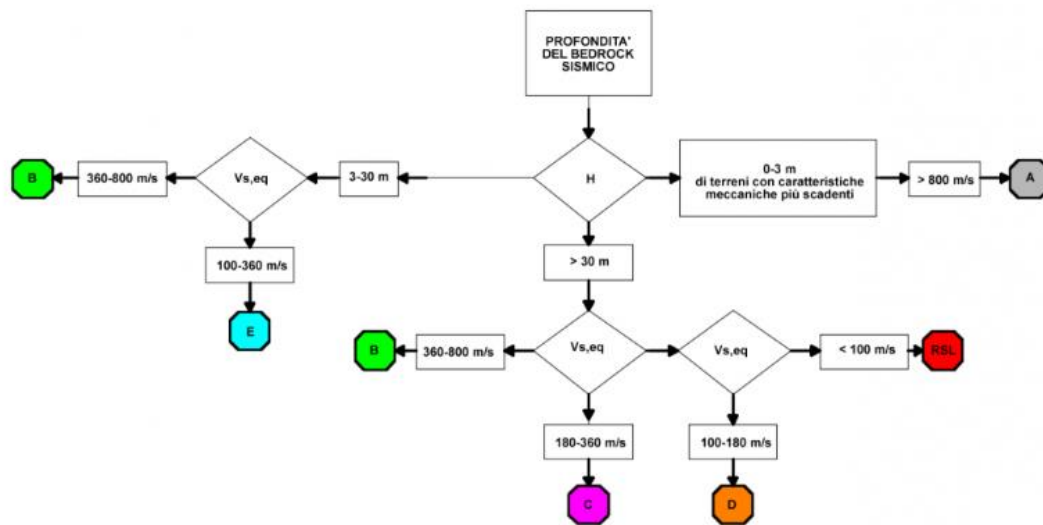 PROFONDITA'
DEL BEDROCK
SISMICO
B
360-800 m/s
Vs,eq
3-30 m
H
0-3 m
di terreni con caratteristiche
meccaniche più scadenti
> 800 m/s
A
100-360 m/s
> 30 m
E
B
360-800 m/s
Vs,eq
Vs,eq
< 100 m/s
RSL
180-360 m/s
100-180 m/s
C
D